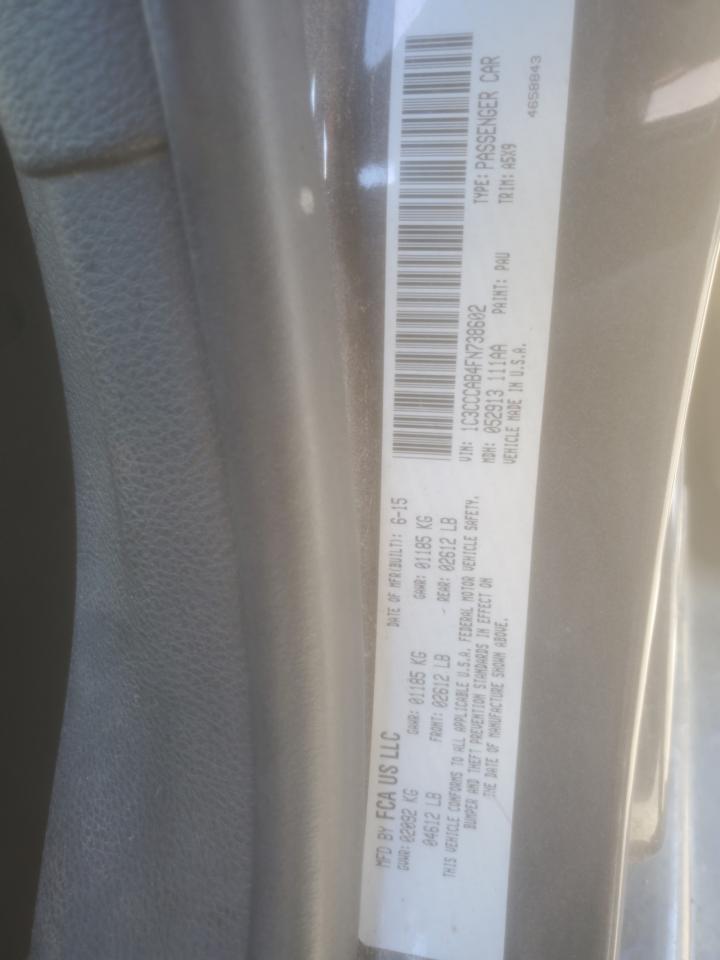 MFD BY FCA US LLC
DATE OF MFR(BUILT): 6-15
GVWR: 02092 KG
GAWR: 01185 KG
GAWR: 01185 KG
04612 LB
FRONT: 02612 LB
REAR: 02612 LB
THIS VEHICLE CONFORMS TO ALL APPLICABLE U.S.A. FEDERAL MOTOR VEHICLE SAFETY,
BUMPER AND THEFT PREVENTION STANDARDS IN EFFECT ON
THE DATE OF MANUFACTURE SHOWN ABOVE.
VIN: 1C3CCCAB4FN738602
TYPE: PASSENGER CAR
MDH: 052913 111AA
PAINT: PAU
TRIM: A5X9
VEHICLE MADE IN U.S.A.
4658843